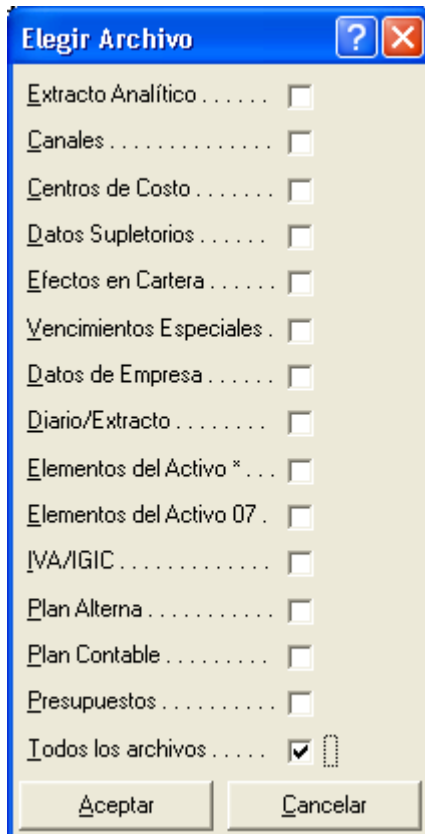 Elegir Archivo
Extracto Analítico . . . . . .
Canales . . . . . . . . . . . . . .
Centros de Costo . . . . . . .
Datos Supletorios . . . . . .
Efectos en Cartera . . . . . .
Vencimientos Especiales .
Datos de Empresa . . . . . .
Diario/Extracto . . . . . . . .
Elementos del Activo * . . .
Elementos del Activo 07 .
IVA/IGIC . . . . . . . . . . . . .
Plan Alterna . . . . . . . . . . .
Plan Contable . . . . . . . . .
Presupuestos . . . . . . . . . .
Todos los archivos . . . . .
Aceptar Cancelar